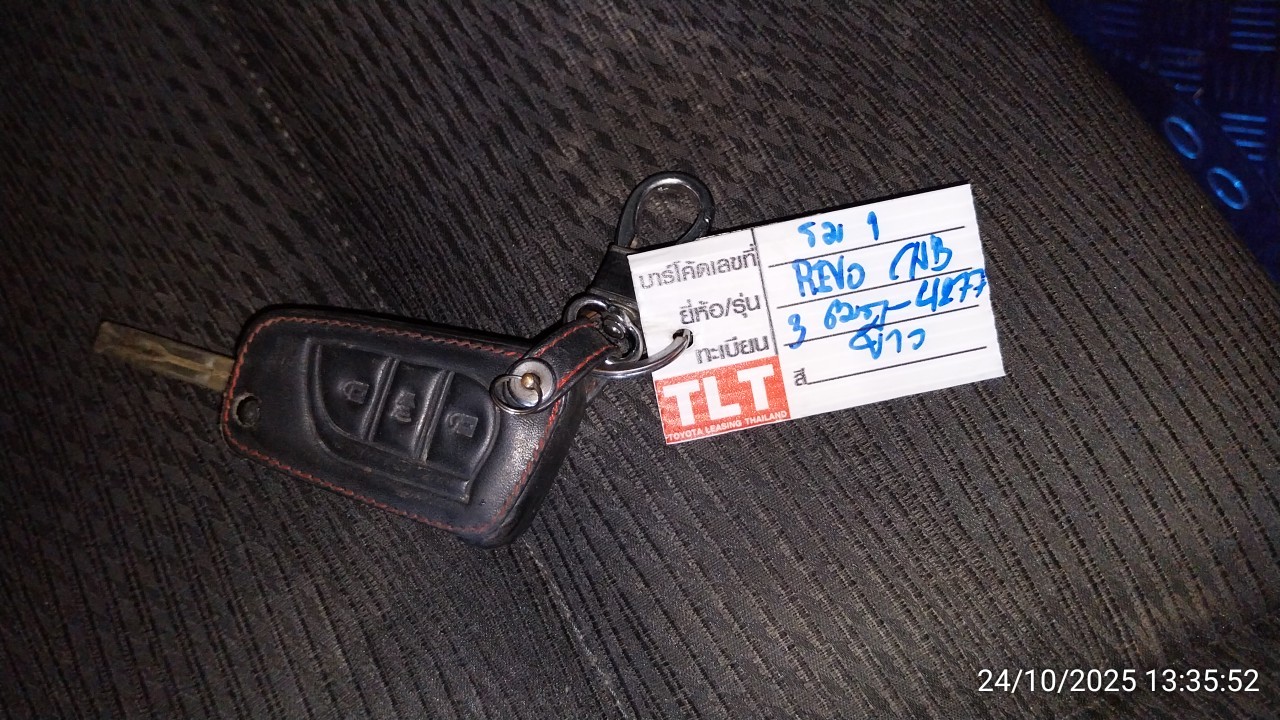 บาร์โค้ดเลขที่ รม 1
ยี่ห้อ/รุ่น REVO CAB
ทะเบียน 3 4877
สี ขาว
TLT
TOYOTA LEASING THAILAND
24/10/2025 13:35:52